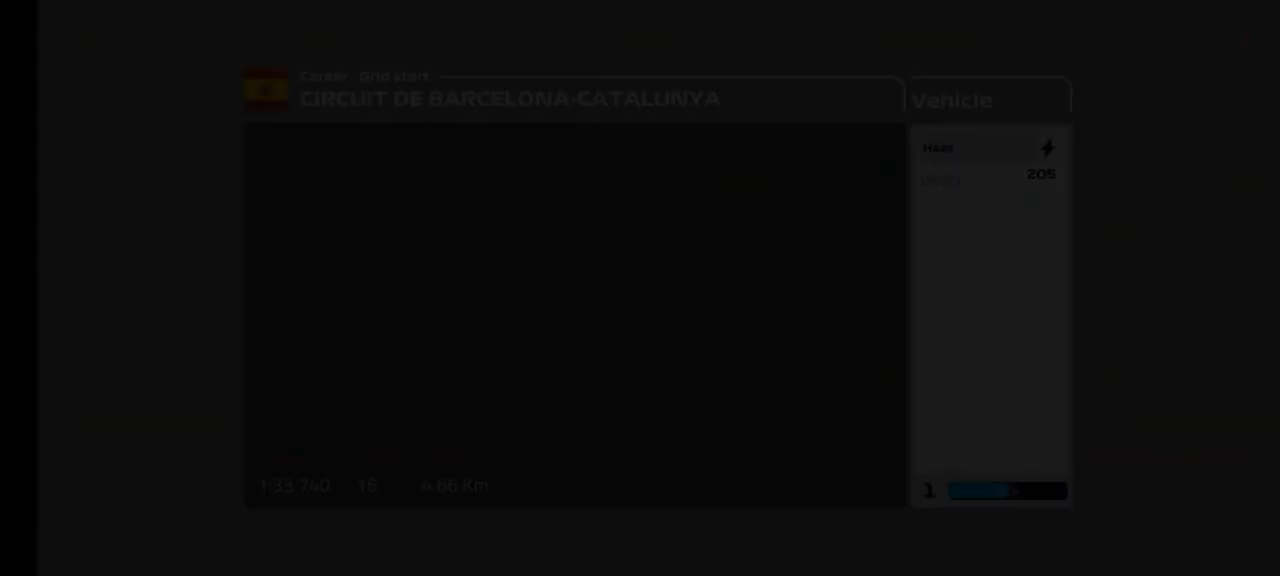 Career - Grid start
CIRCUIT DE BARCELONA-CATALUNYA
Vehicle
Haas
205
1:33.740 16 4.66 Km
1